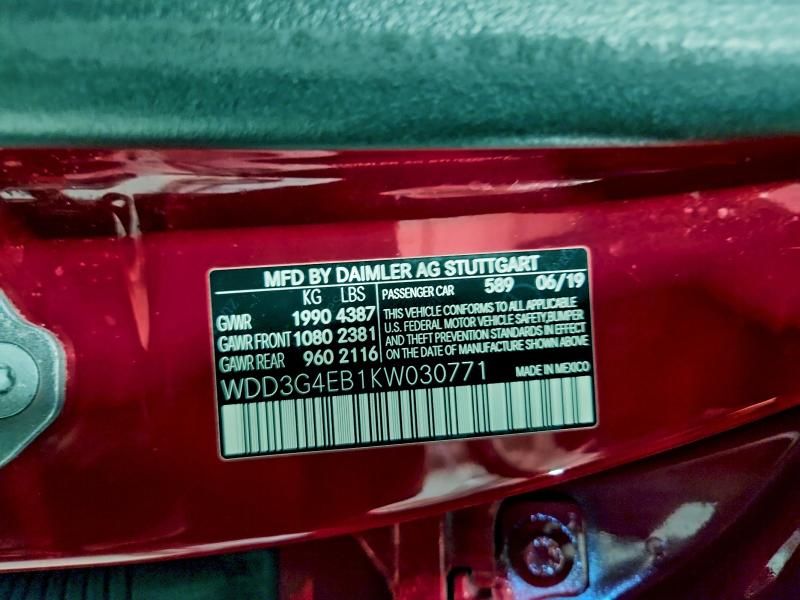 MFD BY DAIMLER AG STUTTGART
KG LBS
GVWR 1990 4387
GAWR FRONT 1080 2381
GAWR REAR 960 2116
PASSENGER CAR 589 06/19
THIS VEHICLE CONFORMS TO ALL APPLICABLE
U.S. FEDERAL MOTOR VEHICLE SAFETY,BUMPER
AND THEFT PREVENTION STANDARDS IN EFFECT
ON THE DATE OF MANUFACTURE SHOWN ABOVE
WDD3G4EB1KW030771
MADE IN MEXICO